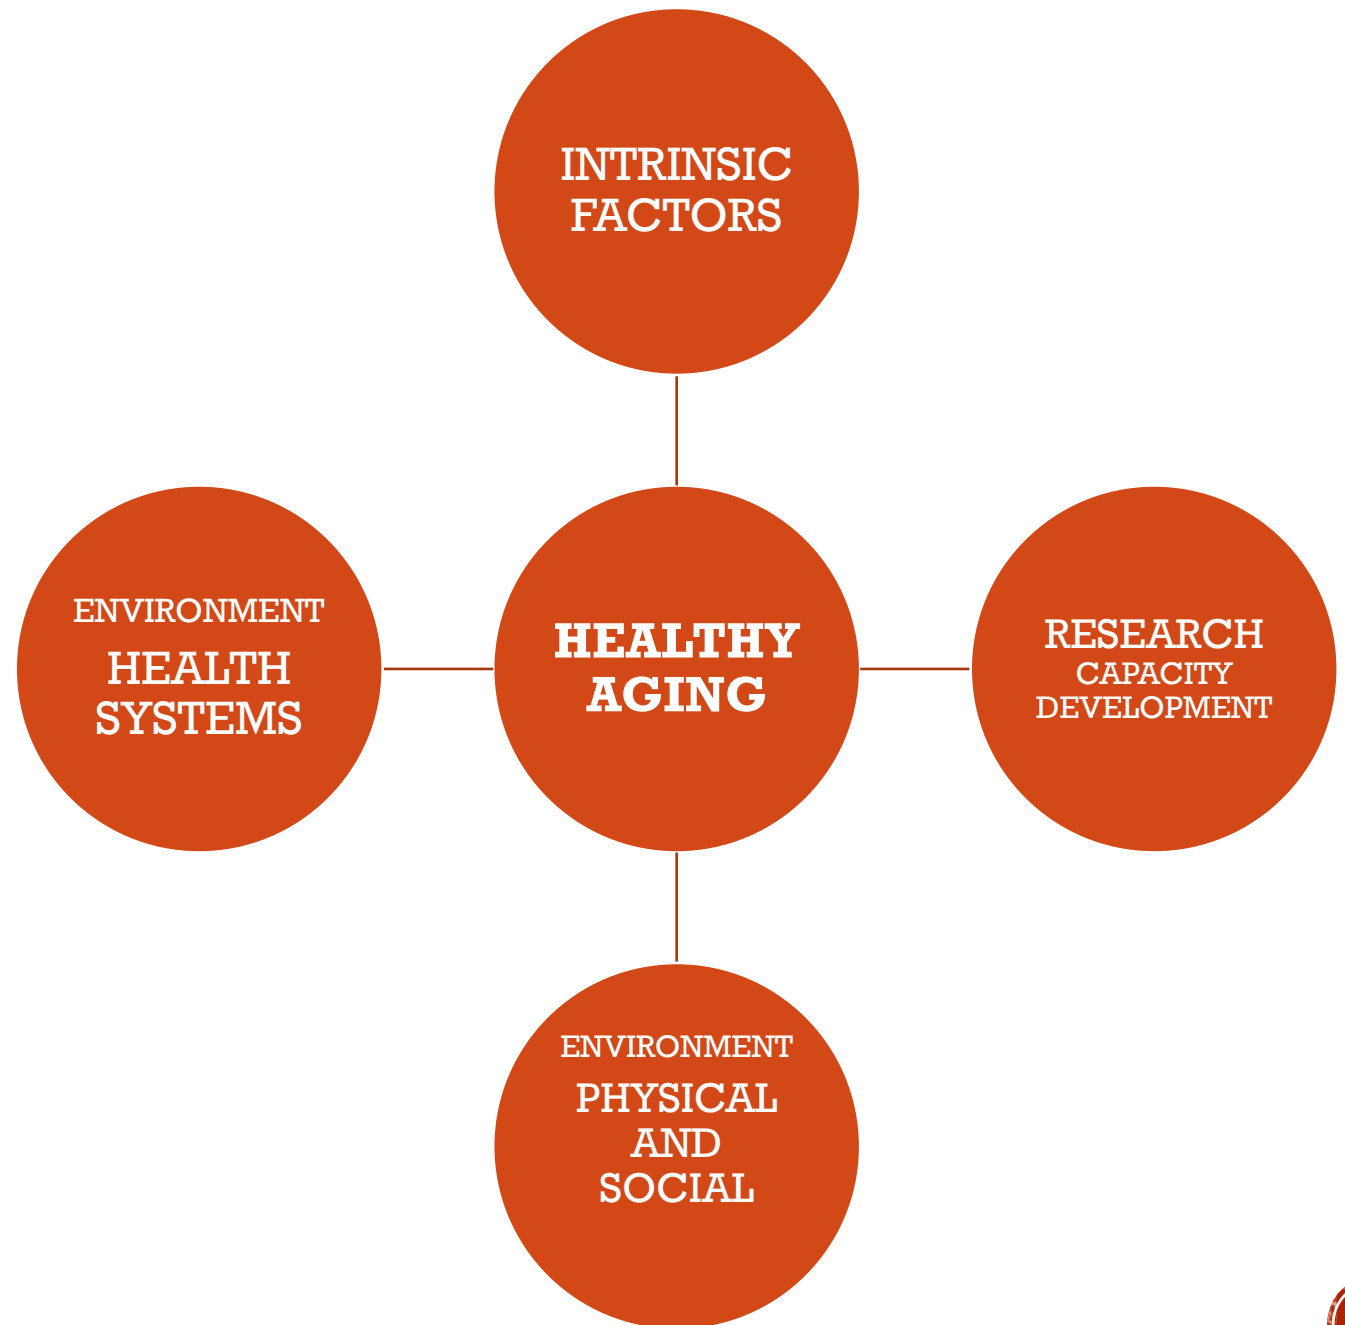 INTRINSIC
FACTORS
ENVIRONMENT
HEALTH
SYSTEMS
HEALTHY
AGING
RESEARCH
CAPACITY
DEVELOPMENT
ENVIRONMENT
PHYSICAL
AND
SOCIAL